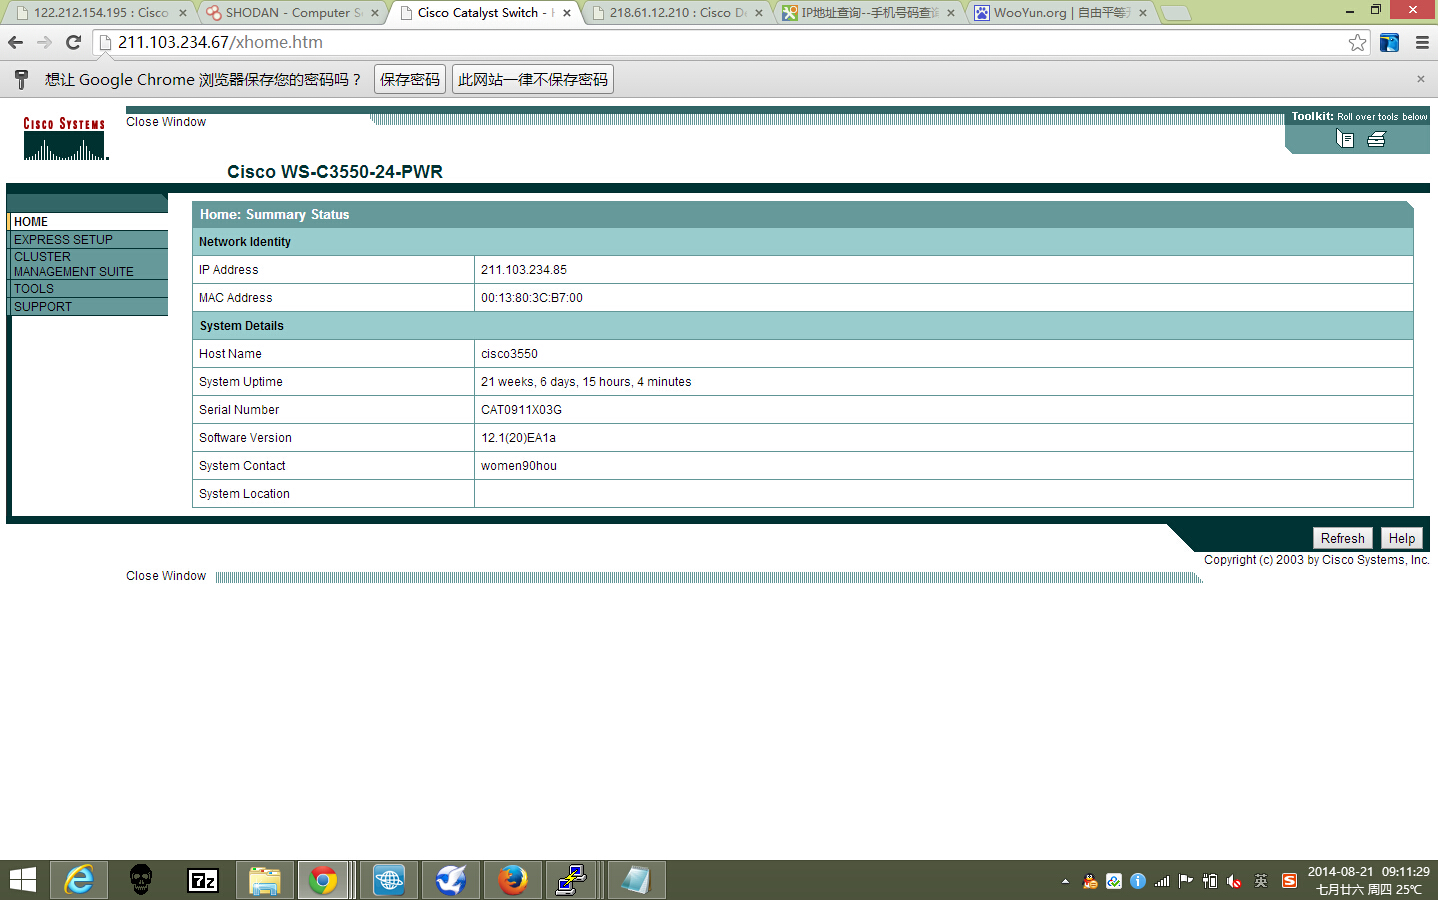 122.212.154.195 : Cisco
SHODAN - Computer Se
Cisco Catalyst Switch - H
218.61.12.210 : Cisco De
IP地址查询--手机号码查询
WooYun.org | 自由平等
211.103.234.67/xhome.htm
想让 Google Chrome 浏览器保存您的密码吗？
保存密码
此网站一律不保存密码
CISCO SYSTEMS
Close Window
Toolkit: Roll over tools below
Cisco WS-C3550-24-PWR
HOME
EXPRESS SETUP
CLUSTER
MANAGEMENT SUITE
TOOLS
SUPPORT
Home: Summary Status
Network Identity
IP Address 211.103.234.85
MAC Address 00:13:80:3C:B7:00
System Details
Host Name cisco3550
System Uptime 21 weeks, 6 days, 15 hours, 4 minutes
Serial Number CAT0911X03G
Software Version 12.1(20)EA1a
System Contact women90hou
System Location
Refresh
Help
Copyright (c) 2003 by Cisco Systems, Inc.
Close Window
7z
英
2014-08-21 09:11:29
七月廿六 周四 25℃